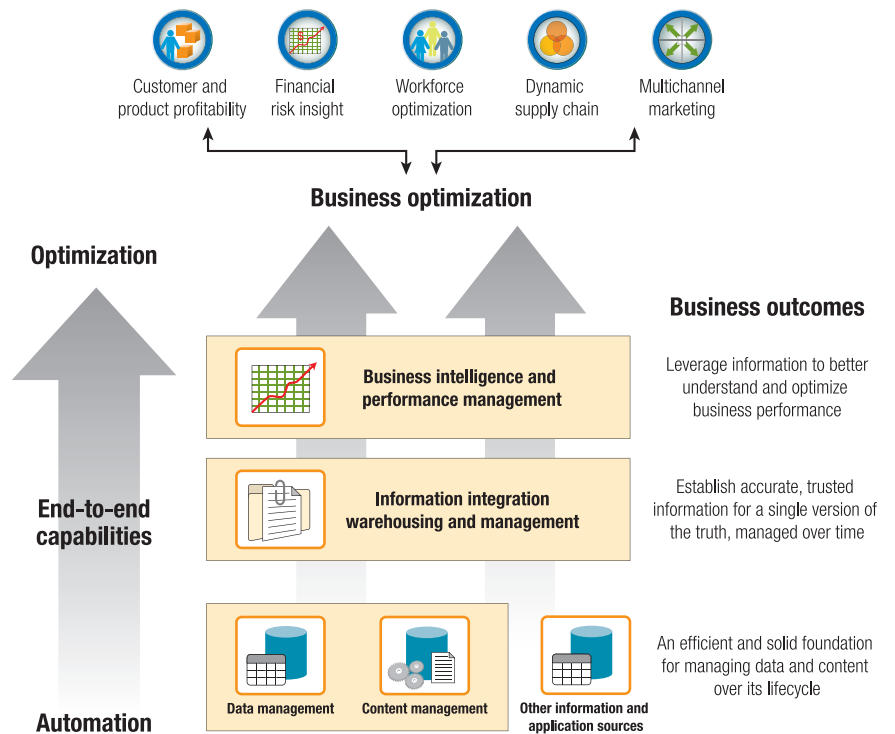 Customer and
product profitability
Financial
risk insight
Workforce
optimization
Dynamic
supply chain
Multichannel
marketing
Business optimization
Optimization
Business outcomes
Business intelligence and
performance management
Leverage information to better
understand and optimize
business performance
End-to-end
capabilities
Information integration
warehousing and management
Establish accurate, trusted
information for a single version of
the truth, managed over time
Data management
Content management
Other information and
application sources
An efficient and solid foundation
for managing data and content
over its lifecycle
Automation